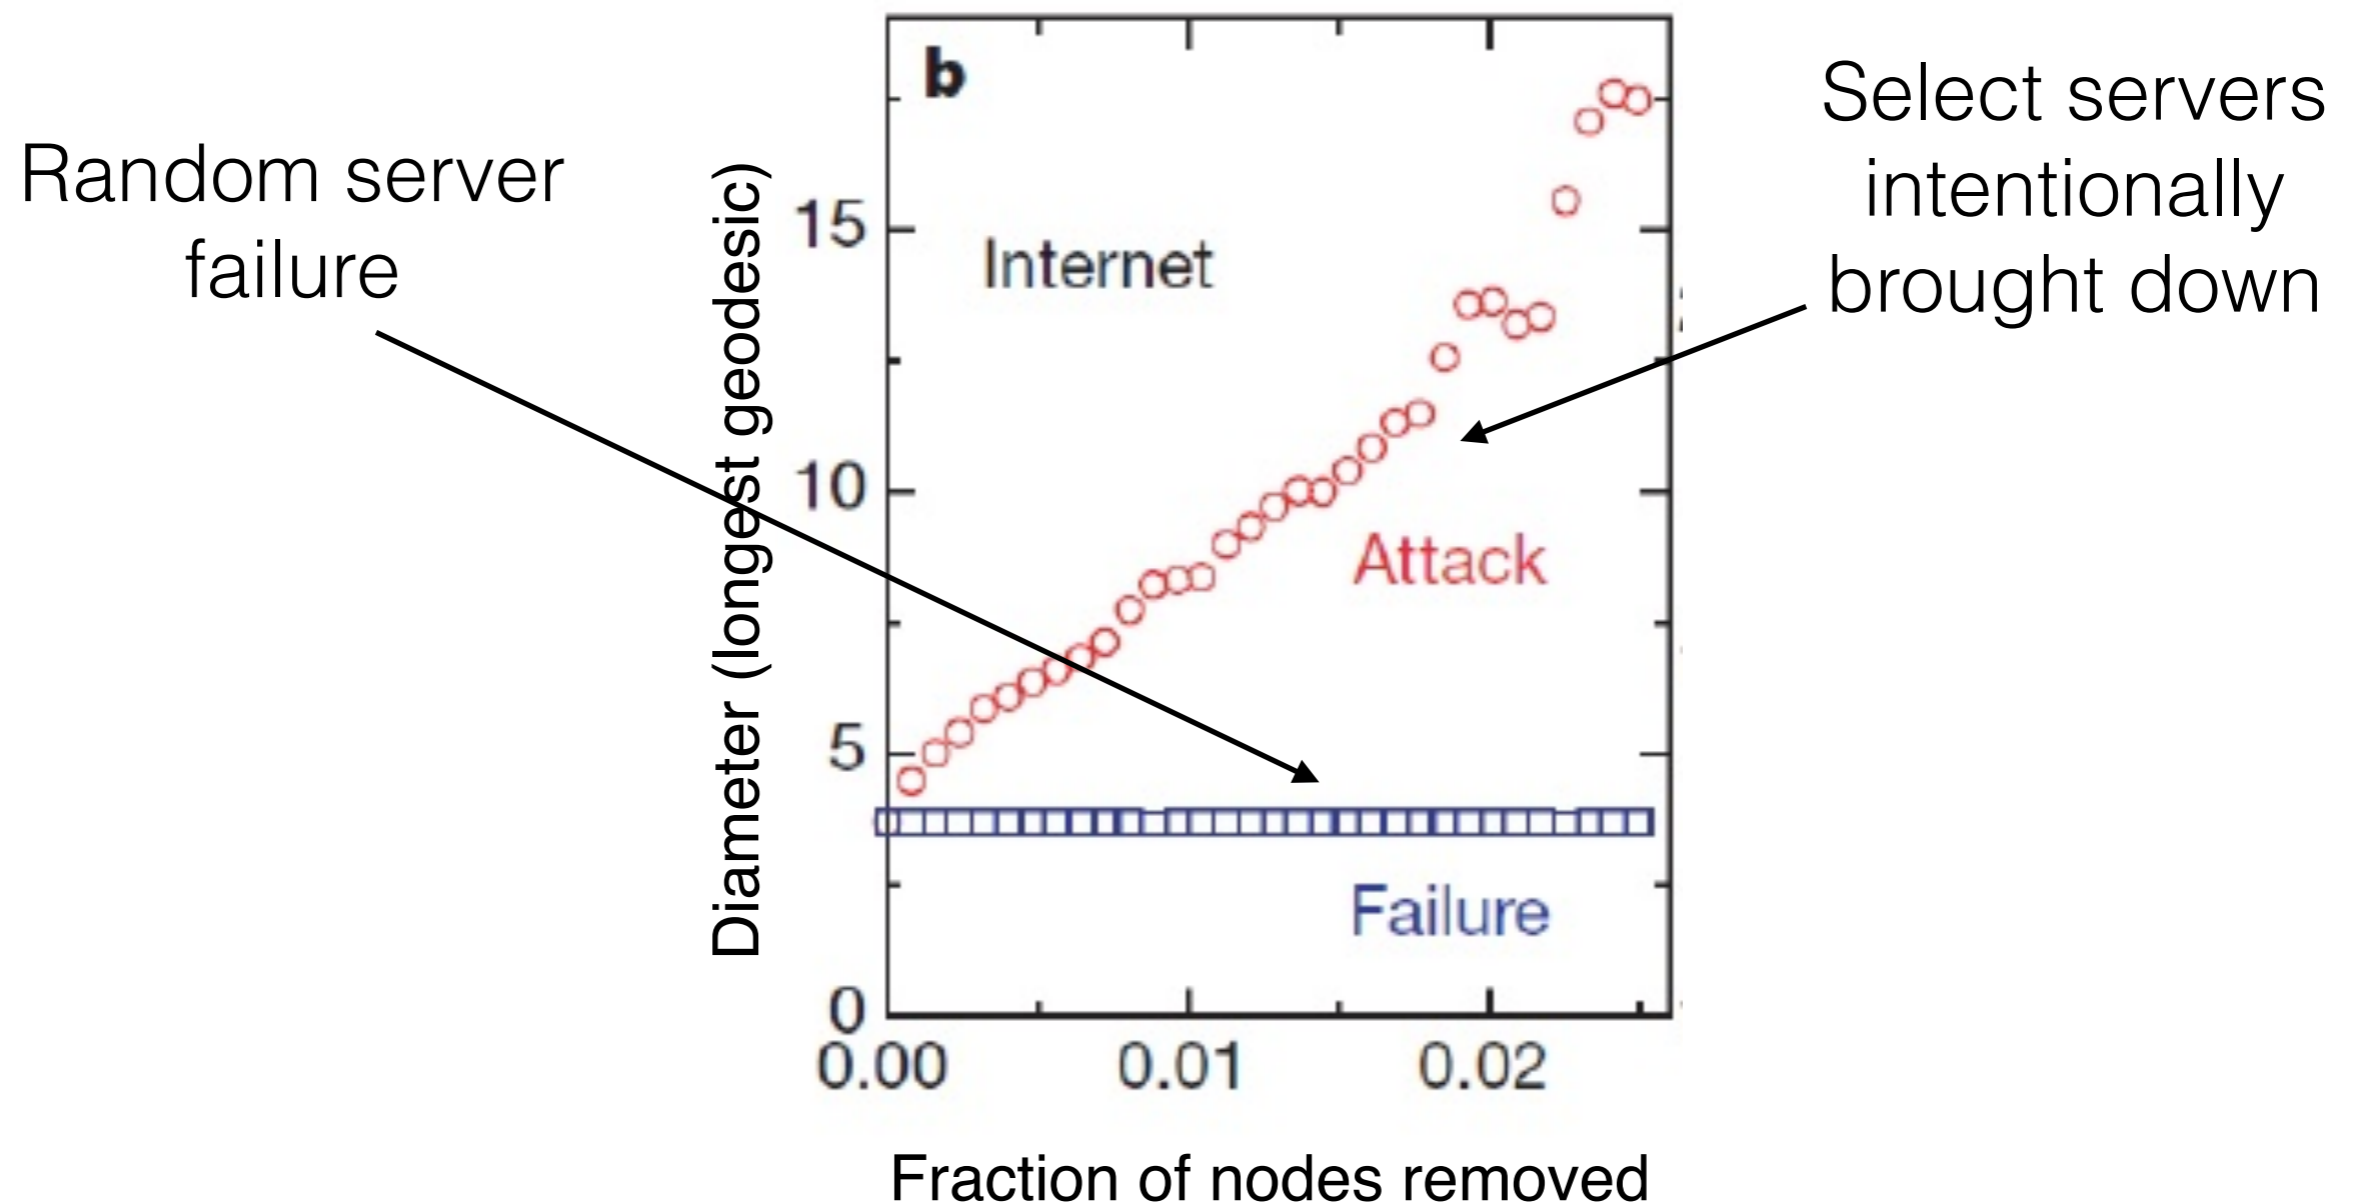 Random server
failure
Select servers
intentionally
brought down
b
Internet
Attack
Failure
Diameter (longest geodesic)
15
10
5
0
0.00 0.01 0.02
Fraction of nodes removed